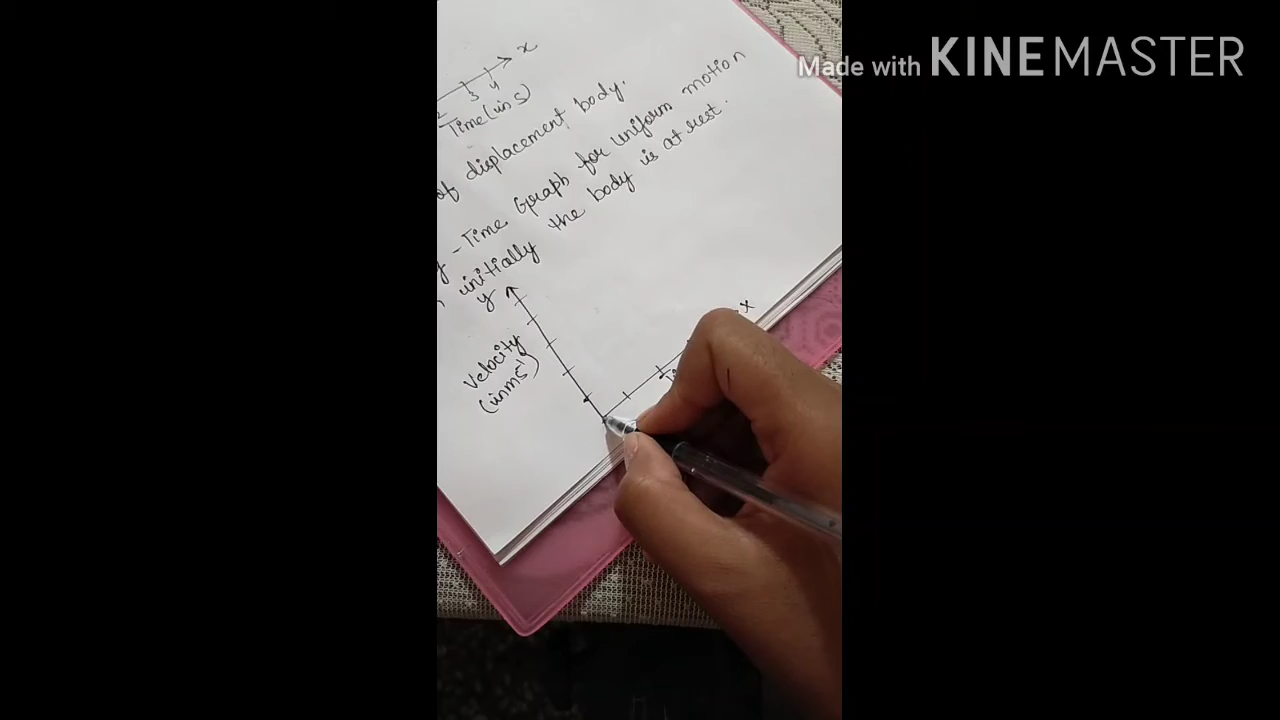 Made with KINEMASTER
x
2 3 4
Time (in s)
of displacement body.
y - Time Graph for uniform motion
initially the body is at rest.
y
Velocity
(in ms⁻¹)
x